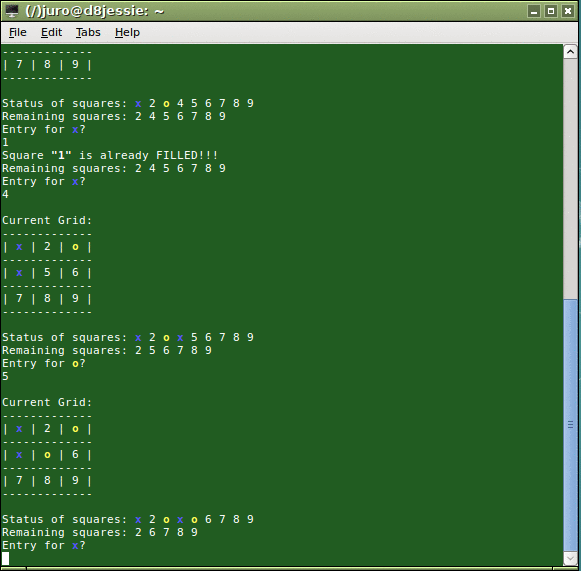 (/)juro@d8jessie: ~
File Edit Tabs Help
-------------
| 7 | 8 | 9 |
-------------
Status of squares: x 2 o 4 5 6 7 8 9
Remaining squares: 2 4 5 6 7 8 9
Entry for x?
1
Square "1" is already FILLED!!!
Remaining squares: 2 4 5 6 7 8 9
Entry for x?
4
Current Grid:
-------------
| x | 2 | o |
-------------
| x | 5 | 6 |
-------------
| 7 | 8 | 9 |
-------------
Status of squares: x 2 o x 5 6 7 8 9
Remaining squares: 2 5 6 7 8 9
Entry for o?
5
Current Grid:
-------------
| x | 2 | o |
-------------
| x | o | 6 |
-------------
| 7 | 8 | 9 |
-------------
Status of squares: x 2 o x o 6 7 8 9
Remaining squares: 2 6 7 8 9
Entry for x?